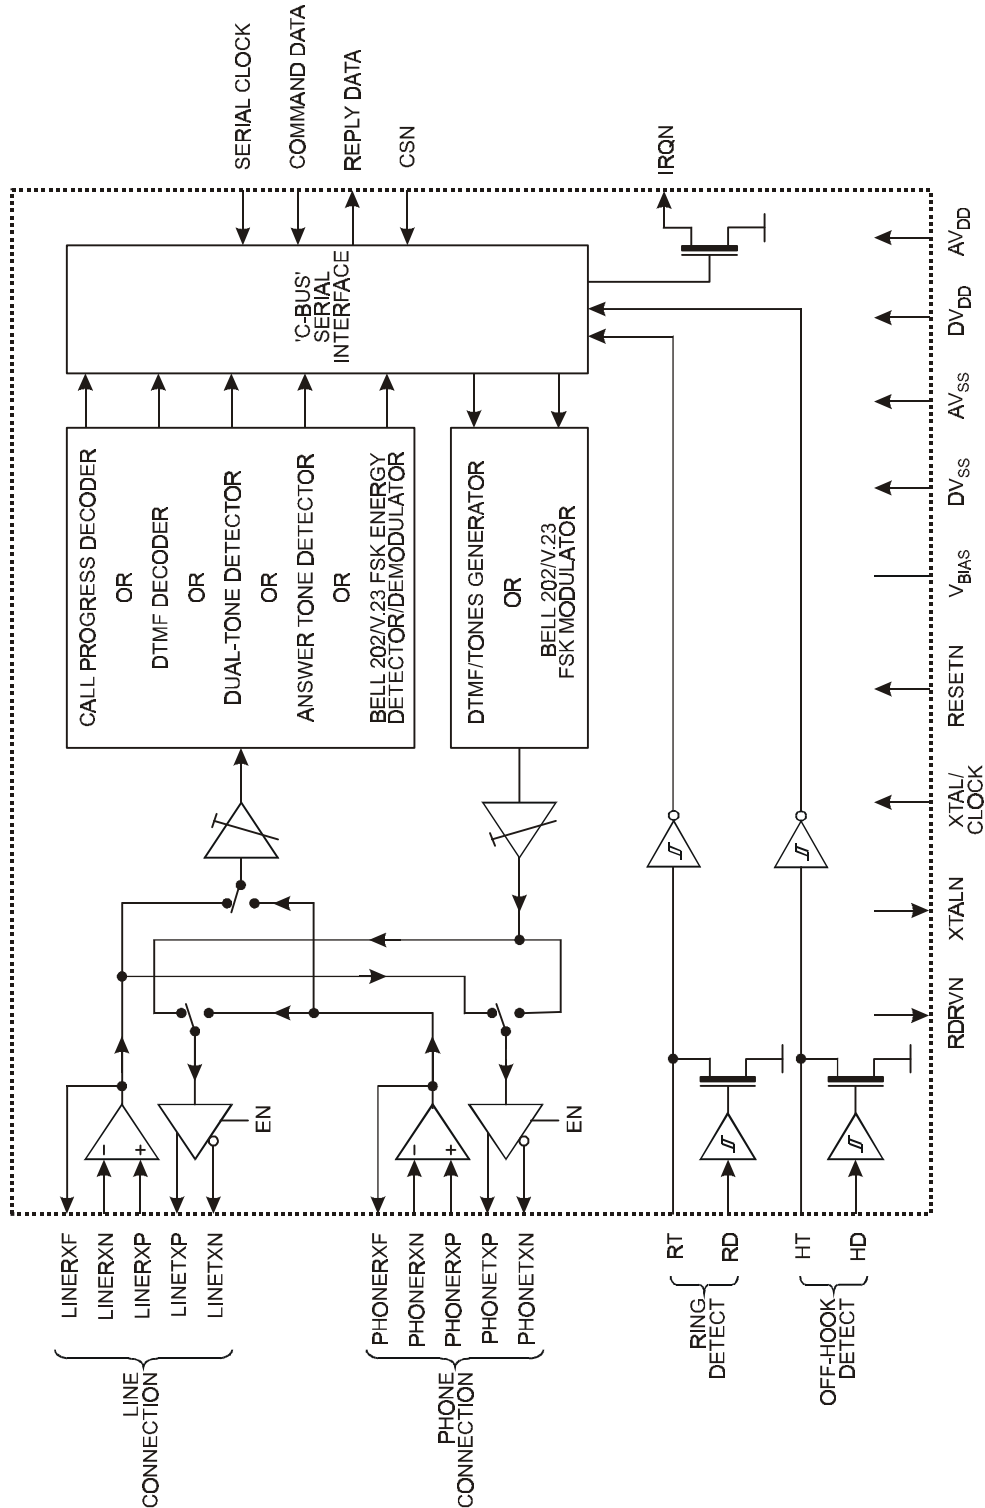 SERIAL CLOCK
COMMAND DATA
REPLY DATA
CSN
IRQN
'C-BUS'
SERIAL
INTERFACE
CALL PROGRESS DECODER
OR
DTMF DECODER
OR
DUAL-TONE DETECTOR
OR
ANSWER TONE DETECTOR
OR
BELL 202/V.23 FSK ENERGY
DETECTOR/DEMODULATOR
DTMF/TONES GENERATOR
OR
BELL 202/V.23
FSK MODULATOR
EN
EN
-
+
-
+
LINERXF
LINERXN
LINERXP
LINETXP
LINETXN
LINE
CONNECTION
PHONERXF
PHONERXN
PHONERXP
PHONETXP
PHONETXN
PHONE
CONNECTION
RT
RD
RING
DETECT
HT
HD
OFF-HOOK
DETECT
RDRVN
XTALN
XTAL/
CLOCK
RESETN
VBIAS
DVSS
AVSS
DVDD
AVDD